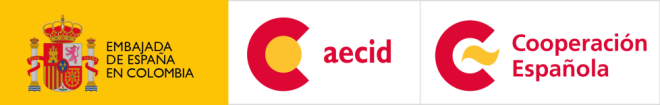 EMBAJADA
DE ESPAÑA
EN COLOMBIA
aecid
Cooperación
Española